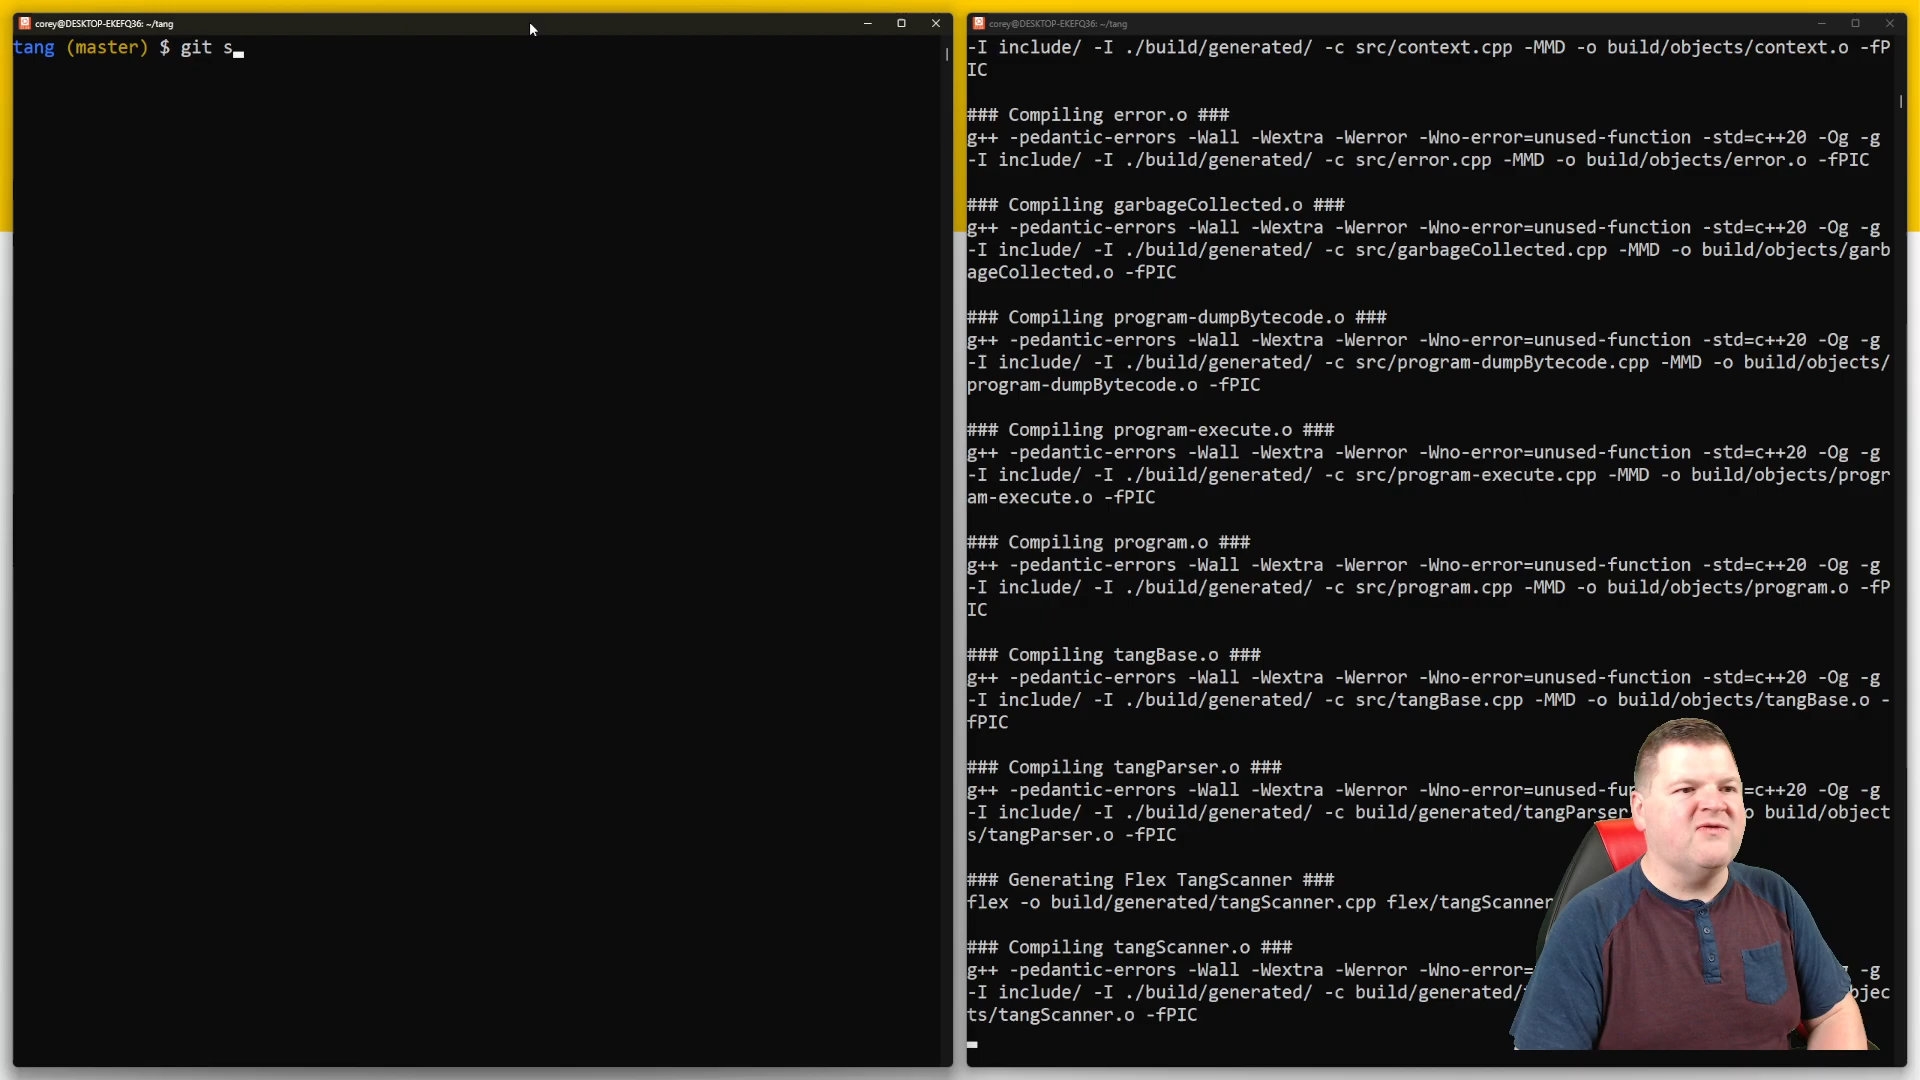 corey@DESKTOP-EKEFQ36: ~/tang
tang (master) $ git s
corey@DESKTOP-EKEFQ36: ~/tang
-I include/ -I ./build/generated/ -c src/context.cpp -MMD -o build/objects/context.o -fP
IC
### Compiling error.o ###
g++ -pedantic-errors -Wall -Wextra -Werror -Wno-error=unused-function -std=c++20 -Og -g
-I include/ -I ./build/generated/ -c src/error.cpp -MMD -o build/objects/error.o -fPIC
### Compiling garbageCollected.o ###
g++ -pedantic-errors -Wall -Wextra -Werror -Wno-error=unused-function -std=c++20 -Og -g
-I include/ -I ./build/generated/ -c src/garbageCollected.cpp -MMD -o build/objects/garb
ageCollected.o -fPIC
### Compiling program-dumpBytecode.o ###
g++ -pedantic-errors -Wall -Wextra -Werror -Wno-error=unused-function -std=c++20 -Og -g
-I include/ -I ./build/generated/ -c src/program-dumpBytecode.cpp -MMD -o build/objects/
program-dumpBytecode.o -fPIC
### Compiling program-execute.o ###
g++ -pedantic-errors -Wall -Wextra -Werror -Wno-error=unused-function -std=c++20 -Og -g
-I include/ -I ./build/generated/ -c src/program-execute.cpp -MMD -o build/objects/progr
am-execute.o -fPIC
### Compiling program.o ###
g++ -pedantic-errors -Wall -Wextra -Werror -Wno-error=unused-function -std=c++20 -Og -g
-I include/ -I ./build/generated/ -c src/program.cpp -MMD -o build/objects/program.o -fP
IC
### Compiling tangBase.o ###
g++ -pedantic-errors -Wall -Wextra -Werror -Wno-error=unused-function -std=c++20 -Og -g
-I include/ -I ./build/generated/ -c src/tangBase.cpp -MMD -o build/objects/tangBase.o -
fPIC
### Compiling tangParser.o ###
g++ -pedantic-errors -Wall -Wextra -Werror -Wno-error=unused-fu =c++20 -Og -g
-I include/ -I ./build/generated/ -c build/generated/tangParser o build/object
s/tangParser.o -fPIC
### Generating Flex TangScanner ###
flex -o build/generated/tangScanner.cpp flex/tangScanner
### Compiling tangScanner.o ###
g++ -pedantic-errors -Wall -Wextra -Werror -Wno-error= -g
-I include/ -I ./build/generated/ -c build/generated/ bjec
ts/tangScanner.o -fPIC